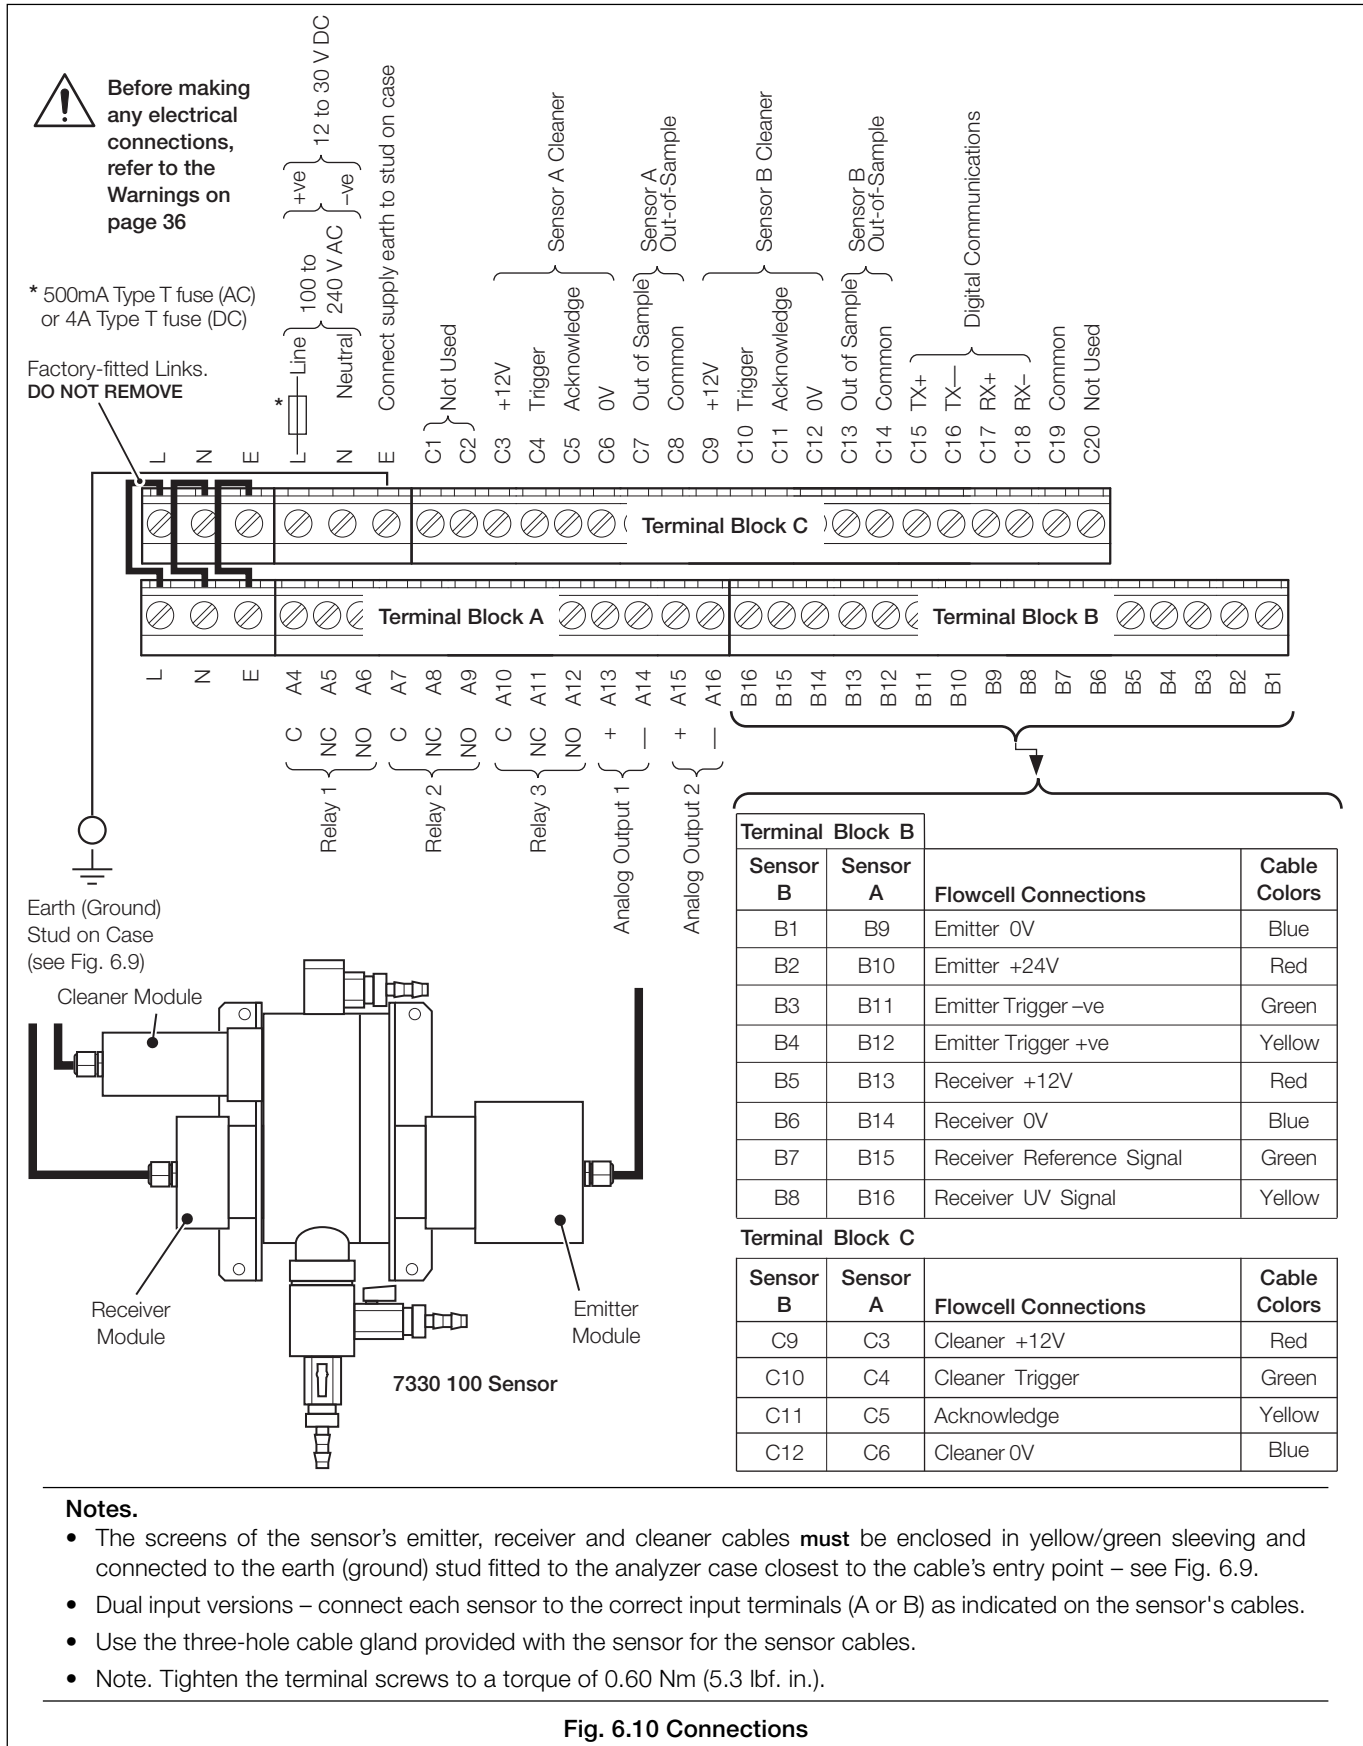 Before making
any electrical
connections,
refer to the
Warnings on
page 36
* 500mA Type T fuse (AC)
or 4A Type T fuse (DC)
Factory-fitted Links.
DO NOT REMOVE
12 to 30 V DC
+ve
–ve
100 to
240 V AC
*
Line
Neutral
Connect supply earth to stud on case
Not Used
Sensor A Cleaner
+12V
Trigger
Acknowledge
0V
Sensor A
Out-of-Sample
Out of Sample
Common
Sensor B Cleaner
+12V
Trigger
Acknowledge
0V
Sensor B
Out-of-Sample
Out of Sample
Common
Digital Communications
TX+
TX—
RX+
RX–
Common
Not Used
L N E L N E C1 C2 C3 C4 C5 C6 C7 C8 C9 C10 C11 C12 C13 C14 C15 C16 C17 C18 C19 C20
Terminal Block C
Terminal Block A
Terminal Block B
L N E A4 A5 A6 A7 A8 A9 A10 A11 A12 A13 A14 A15 A16 B16 B15 B14 B13 B12 B11 B10 B9 B8 B7 B6 B5 B4 B3 B2 B1
C NC NO C NC NO C NC NO + — + —
Relay 1
Relay 2
Relay 3
Analog Output 1
Analog Output 2
Earth (Ground)
Stud on Case
(see Fig. 6.9)
Cleaner Module
Receiver
Module
Emitter
Module
7330 100 Sensor
Terminal Block B
Sensor B Sensor A Flowcell Connections Cable Colors
B1 B9 Emitter 0V Blue
B2 B10 Emitter +24V Red
B3 B11 Emitter Trigger –ve Green
B4 B12 Emitter Trigger +ve Yellow
B5 B13 Receiver +12V Red
B6 B14 Receiver 0V Blue
B7 B15 Receiver Reference Signal Green
B8 B16 Receiver UV Signal Yellow
Terminal Block C
Sensor B Sensor A Flowcell Connections Cable Colors
C9 C3 Cleaner +12V Red
C10 C4 Cleaner Trigger Green
C11 C5 Acknowledge Yellow
C12 C6 Cleaner 0V Blue
Notes.
• The screens of the sensor's emitter, receiver and cleaner cables must be enclosed in yellow/green sleeving and
connected to the earth (ground) stud fitted to the analyzer case closest to the cable's entry point – see Fig. 6.9.
• Dual input versions – connect each sensor to the correct input terminals (A or B) as indicated on the sensor's cables.
• Use the three-hole cable gland provided with the sensor for the sensor cables.
• Note. Tighten the terminal screws to a torque of 0.60 Nm (5.3 lbf. in.).
Fig. 6.10 Connections